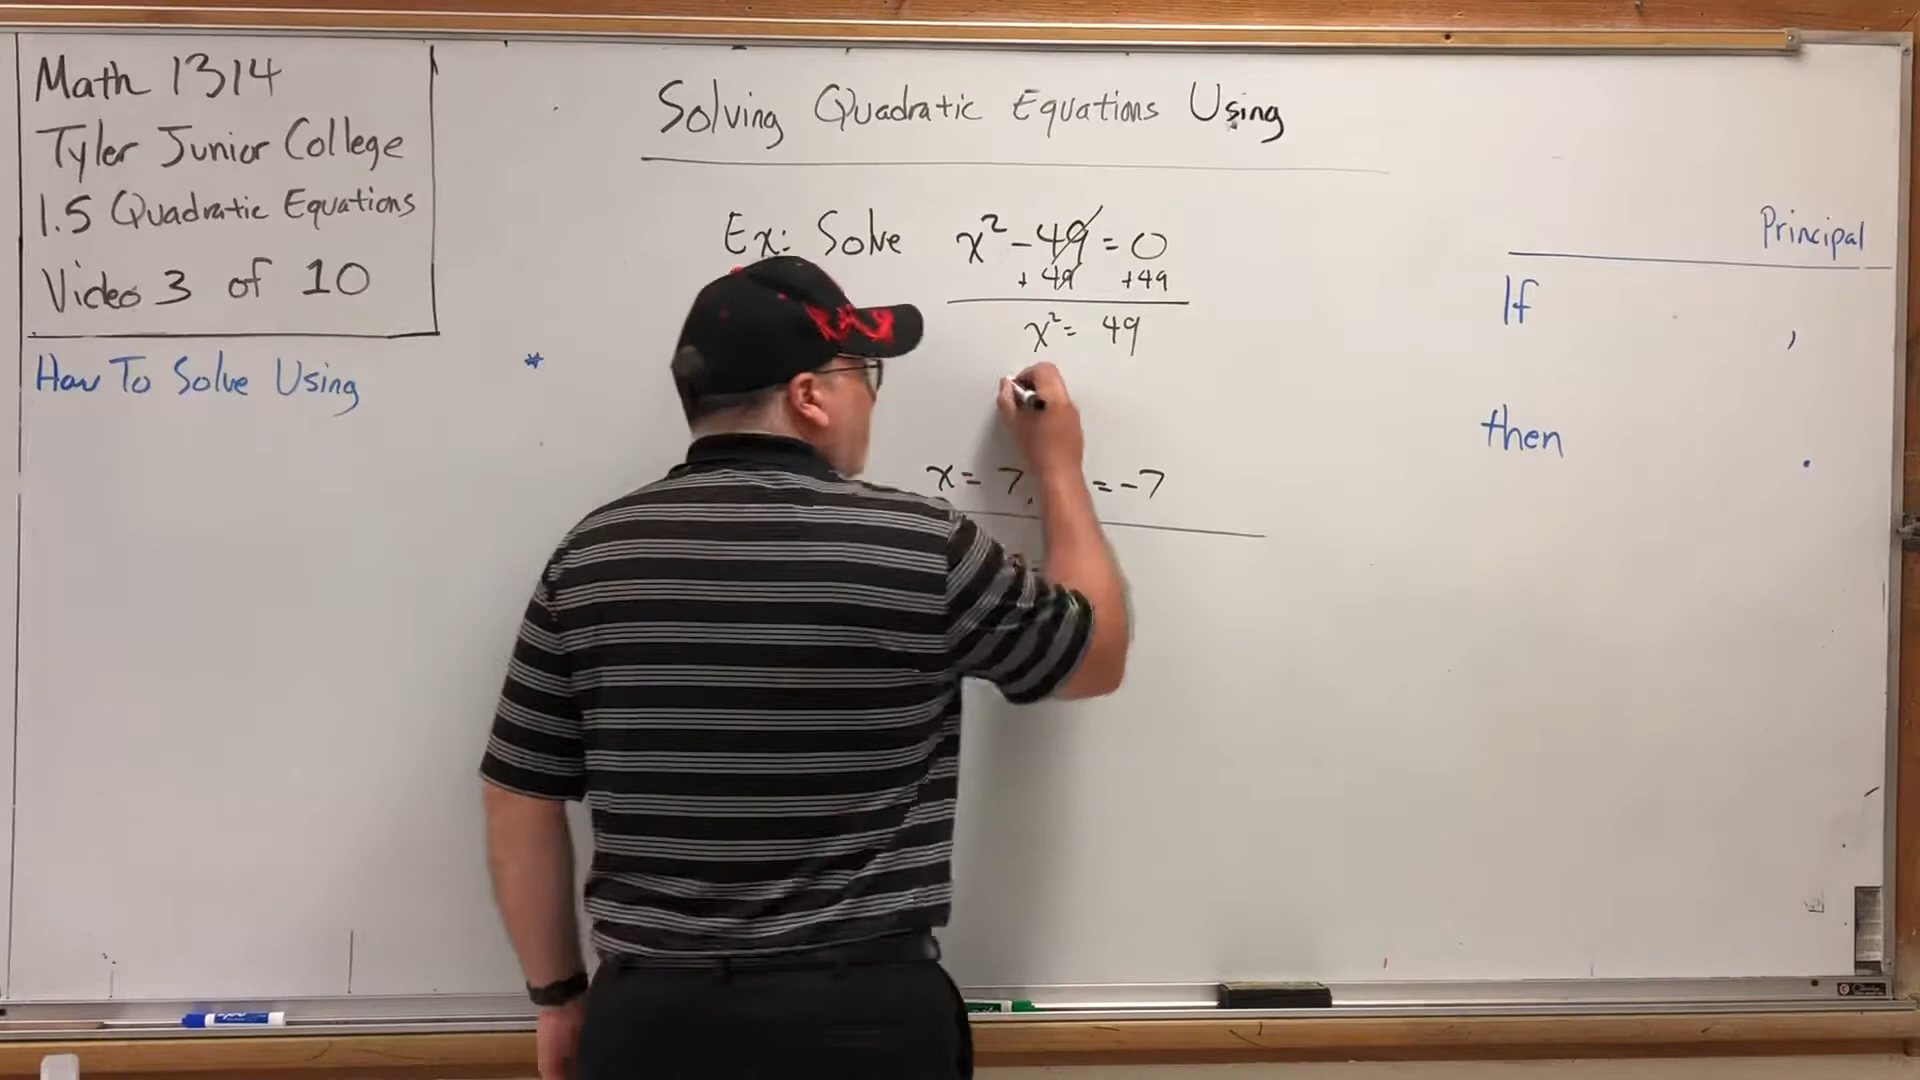 Math 1314
Tyler Junior College
1.5 Quadratic Equations
Video 3 of 10
How To Solve Using *
Solving Quadratic Equations Using
Ex: Solve x² - 49 = 0
+ 49 +49
x² = 49
x = 7, = -7
Principal
If ,
then .